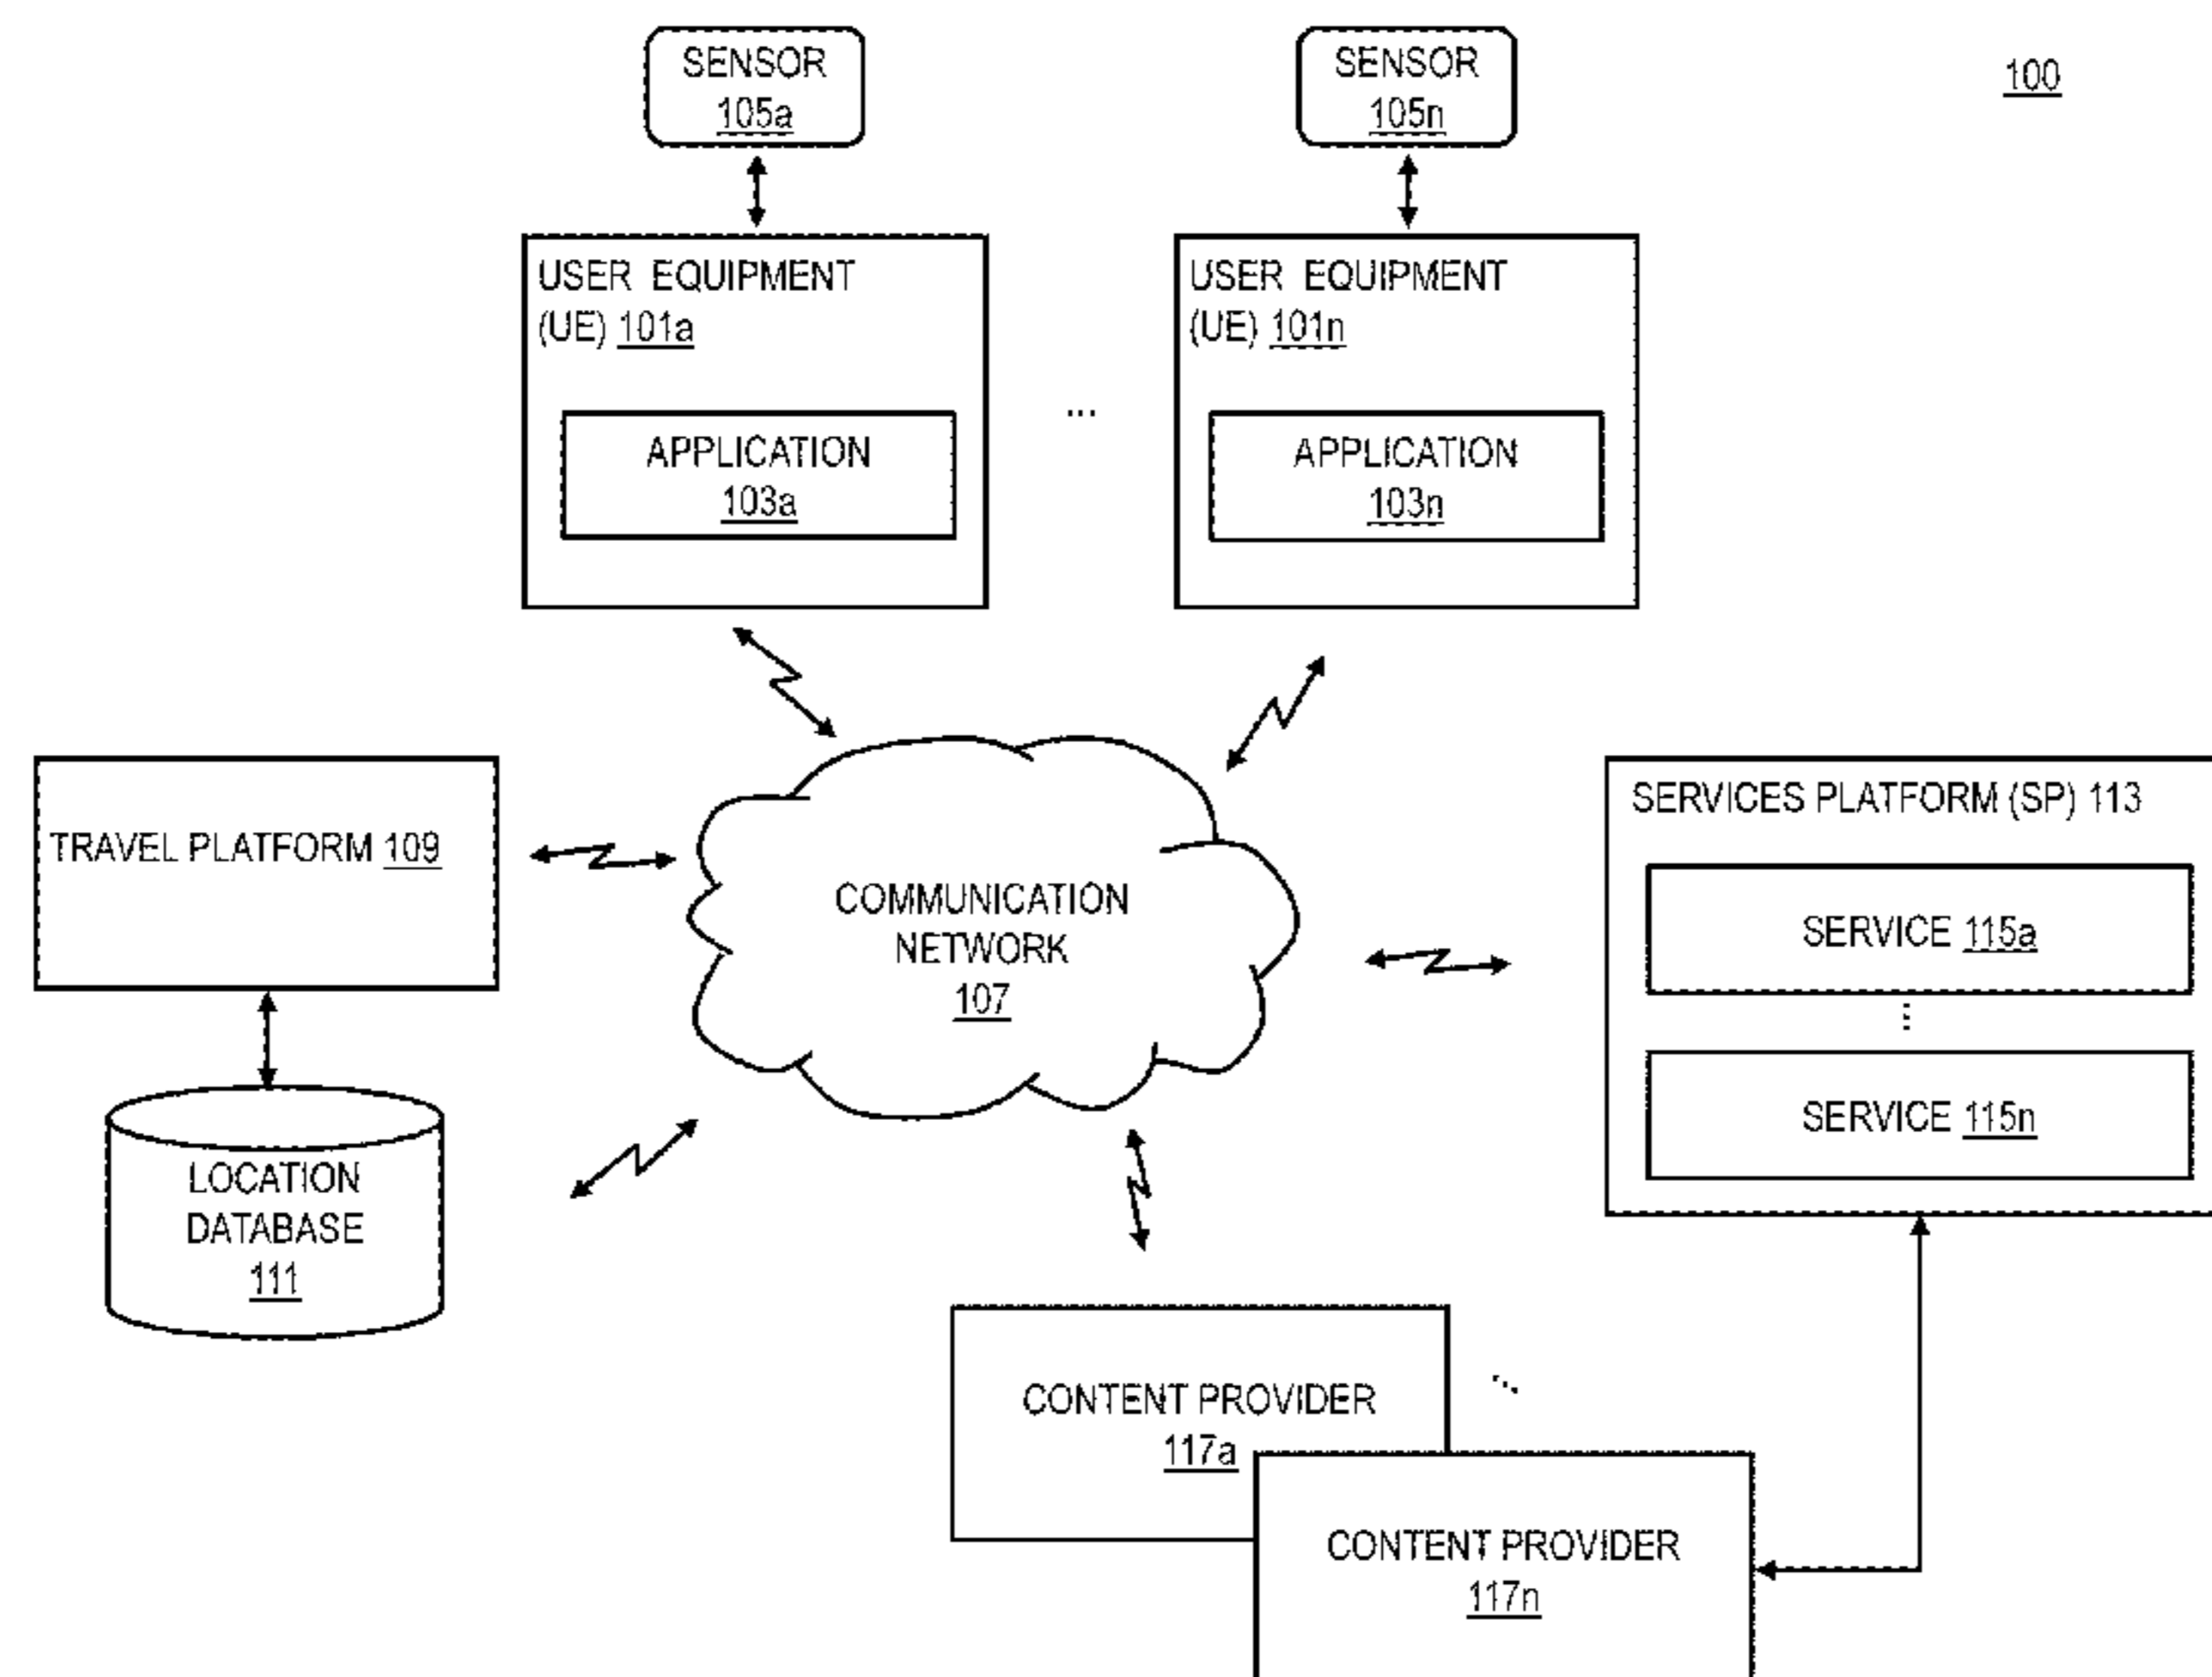 SENSOR
105a
SENSOR
105n
100
USER EQUIPMENT
(UE) 101a
USER EQUIPMENT
(UE) 101n
...
APPLICATION
103a
APPLICATION
103n
TRAVEL PLATFORM 109
COMMUNICATION
NETWORK
107
SERVICES PLATFORM (SP) 113
SERVICE 115a
...
SERVICE 115n
LOCATION
DATABASE
111
CONTENT PROVIDER
117a
...
CONTENT PROVIDER
117n